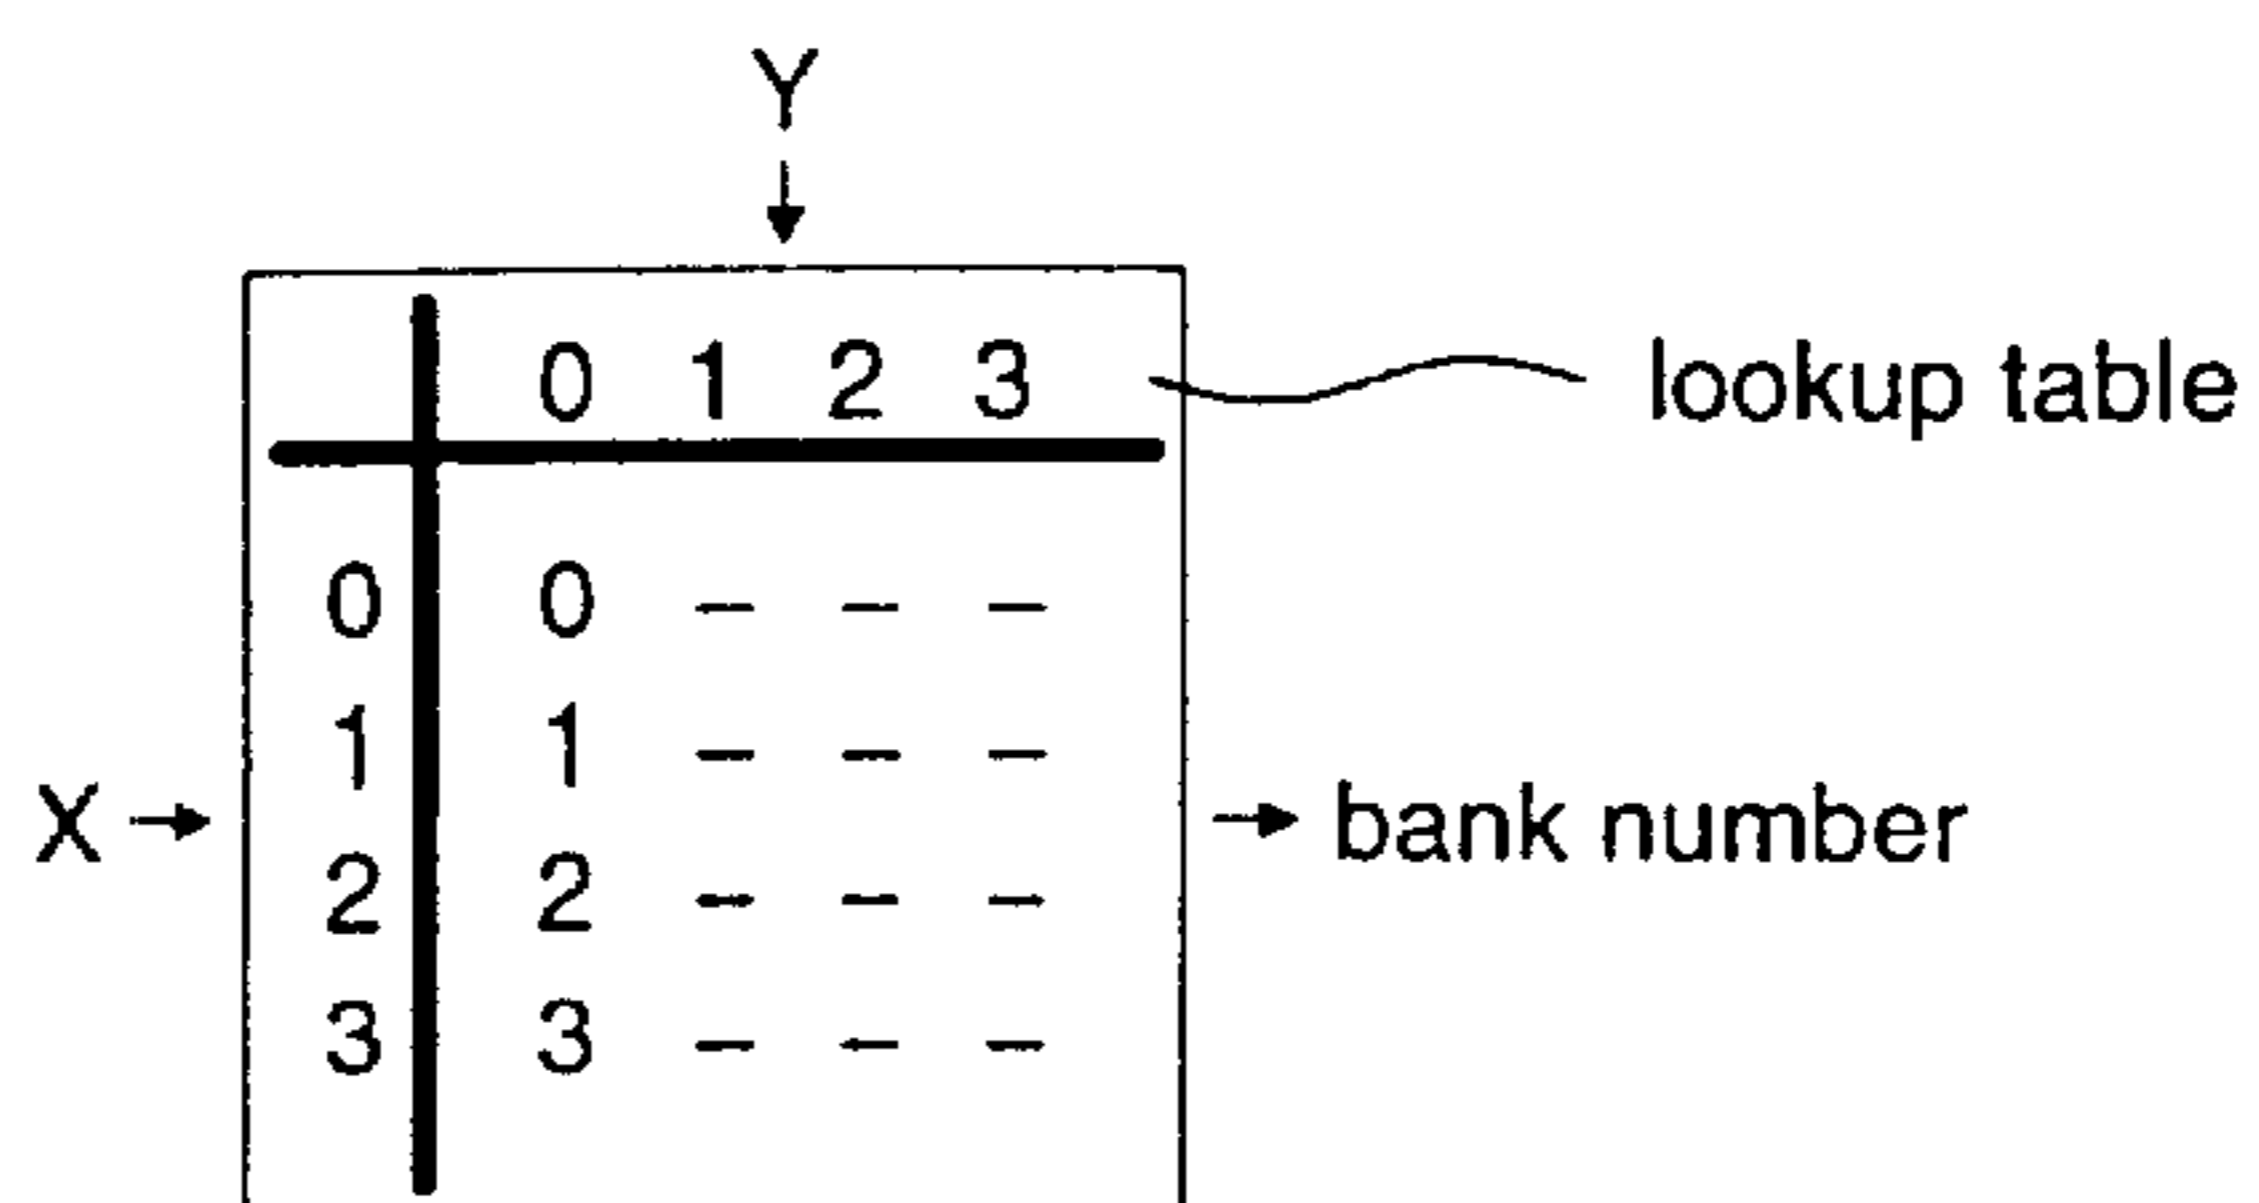 Y
0 1 2 3 lookup table
0 0 – – –
1 1 – – –
X → → bank number
2 2 – – –
3 3 – – –